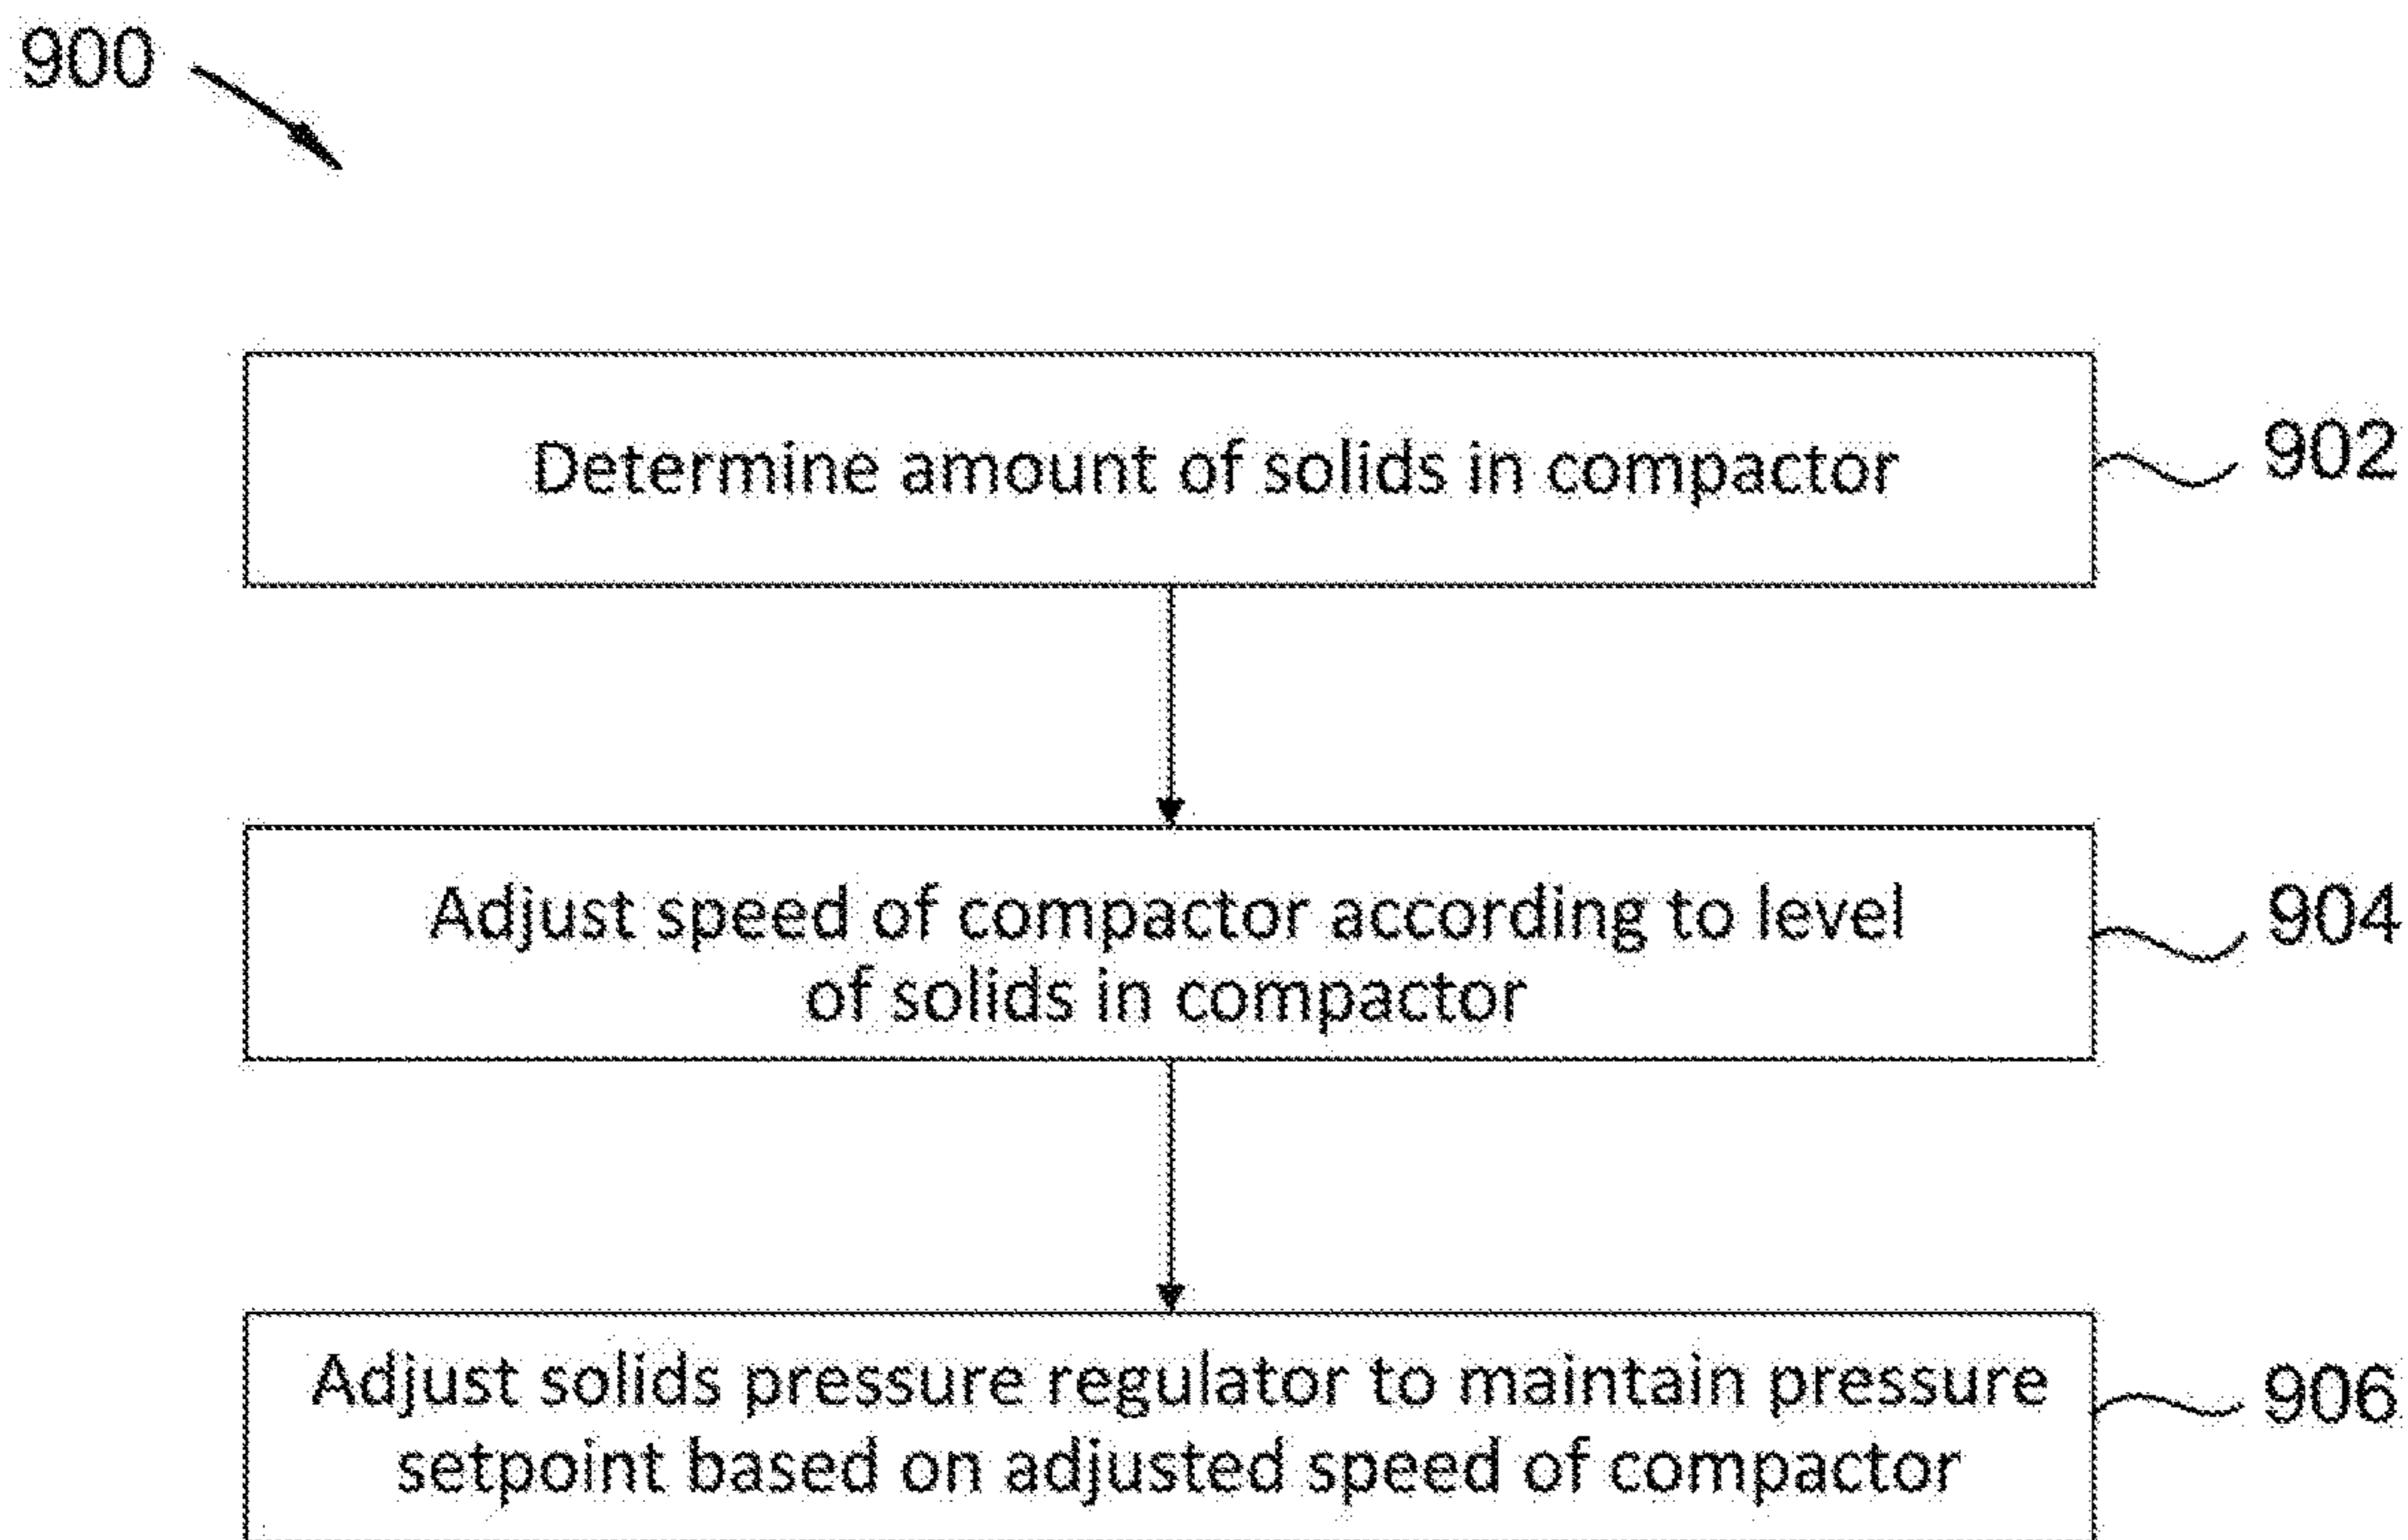 900
Determine amount of solids in compactor
902
Adjust speed of compactor according to level
of solids in compactor
904
Adjust solids pressure regulator to maintain pressure
setpoint based on adjusted speed of compactor
906